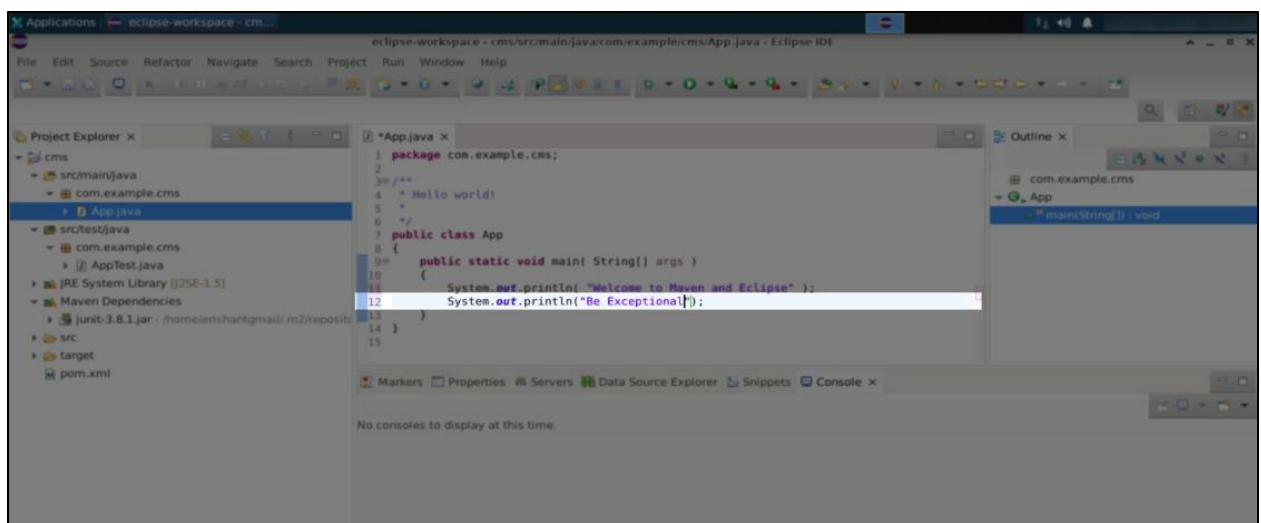 Applications : eclipse-workspace - cm...
eclipse-workspace - cms/src/main/java/com/example/cms/App.java - Eclipse IDE
File Edit Source Refactor Navigate Search Project Run Window Help
Project Explorer
cms
src/main/java
com.example.cms
App.java
src/test/java
com.example.cms
AppTest.java
JRE System Library [J2SE-1.5]
Maven Dependencies
junit-3.8.1.jar - /home/erishantgmail/.m2/reposito
src
target
pom.xml
*App.java
1 package com.example.cms;
2
3 /**
4 * Hello world!
5 *
6 */
7 public class App
8 {
9 public static void main( String[] args )
10 {
11 System.out.println( "Welcome to Maven and Eclipse" );
12 System.out.println("Be Exceptional");
13 }
14 }
15
Outline
com.example.cms
App
main(String[]) : void
Markers Properties Servers Data Source Explorer Snippets Console
No consoles to display at this time.